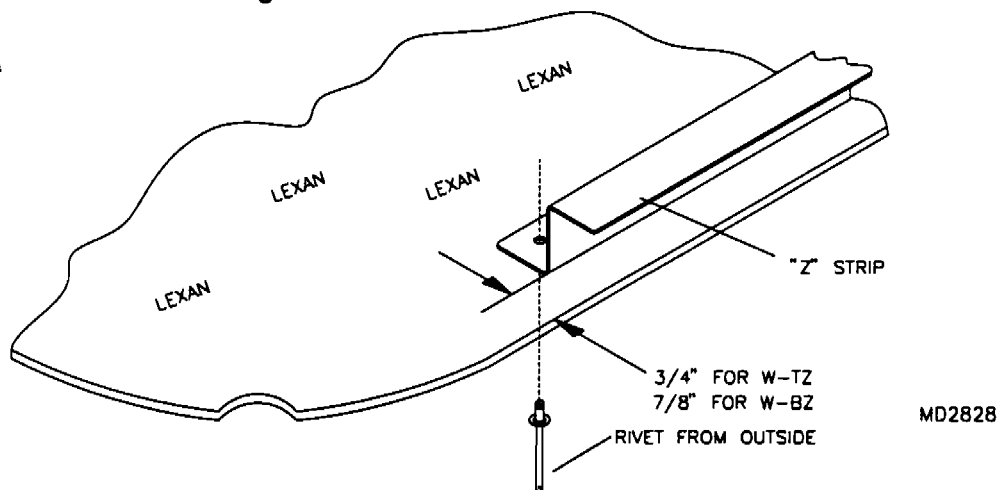 LEXAN
LEXAN
LEXAN
LEXAN
"Z" STRIP
3/4" FOR W-TZ
7/8" FOR W-BZ
RIVET FROM OUTSIDE
MD2828